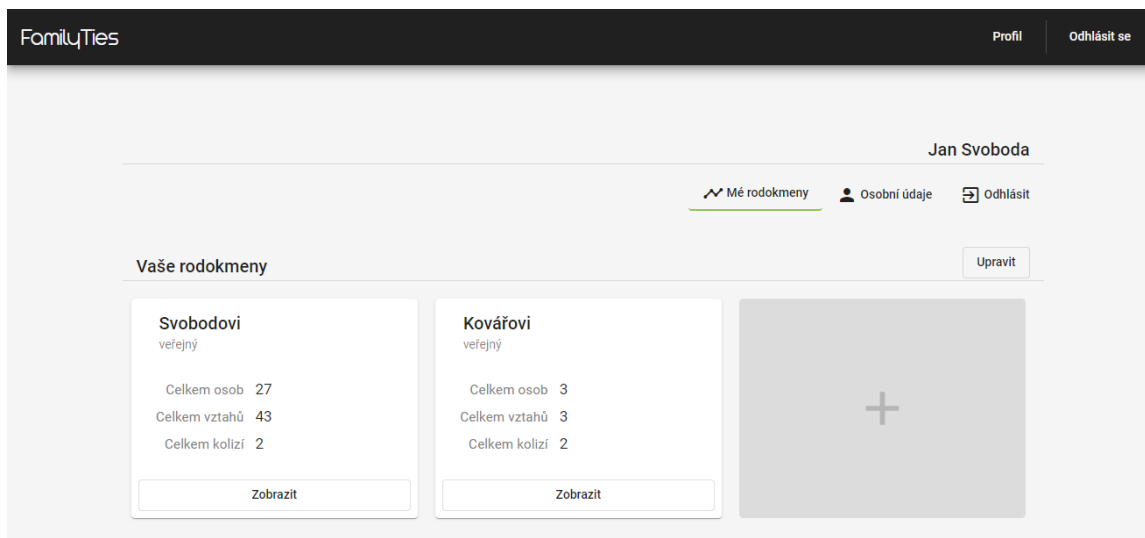 FamilyTies
Profil
Odhlásit se
Jan Svoboda
Mé rodokmeny
Osobní údaje
Odhlásit
Vaše rodokmeny
Upravit
Svobodovi
veřejný
Celkem osob 27
Celkem vztahů 43
Celkem kolizí 2
Zobrazit
Kovářovi
veřejný
Celkem osob 3
Celkem vztahů 3
Celkem kolizí 2
Zobrazit